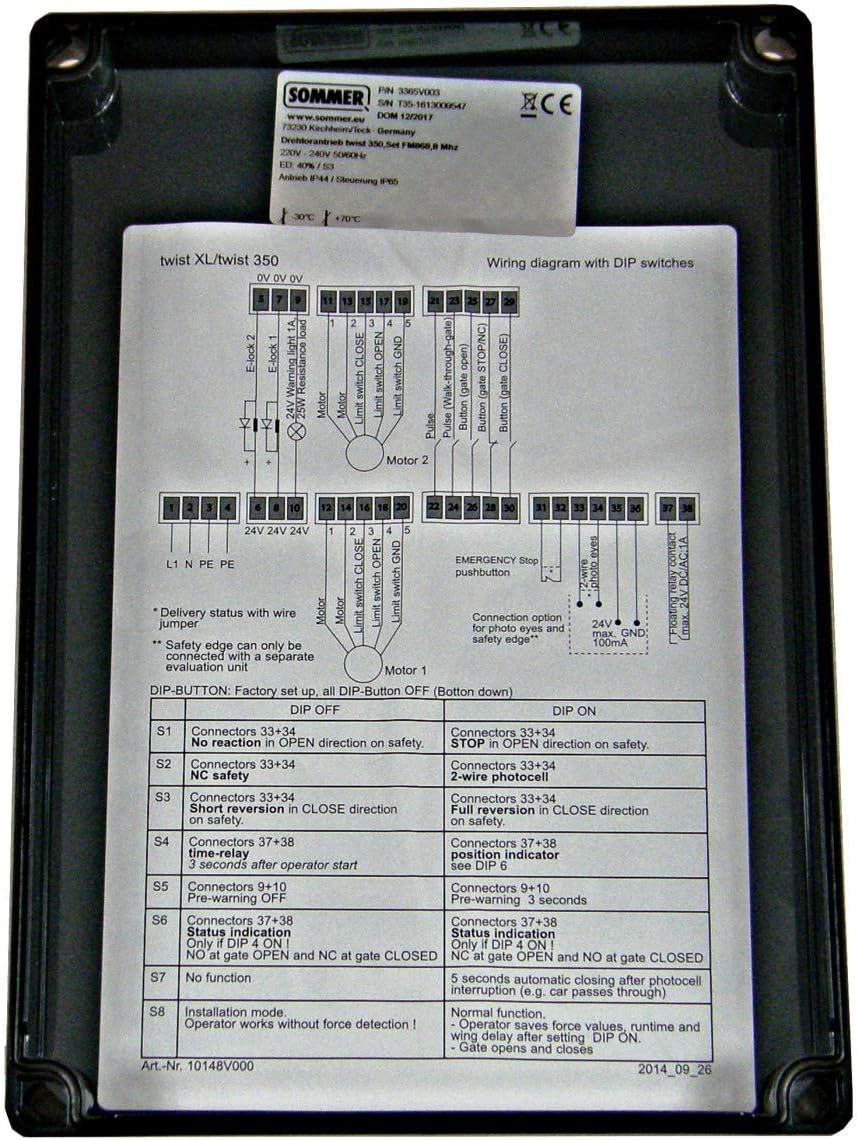 SOMMER
P/N 3365V003
S/N T35-1613000547
DOM 12/2017
CE
www.sommer.eu
73230 Kirchheim/Teck - Germany
Drehtorantrieb twist 350,Set FM868,8 Mhz
220V - 240V 50/60Hz
ED: 40% / S3
Antrieb IP44 / Steuerung IP65
-30°C
+70°C
twist XL/twist 350
Wiring diagram with DIP switches
0V 0V 0V
5 7 9
11 13 15 17 19
21 23 25 27 29
1 2 3 4 5
E-lock 2
E-lock 1
24V Warning light 1A,
25W Resistance load
Motor
Motor
Limit switch CLOSE
Limit switch OPEN
Limit switch GND
Pulse
Pulse (Walk-through-gate)
Button (gate open)
Button (gate STOP/NC)
Button (gate CLOSE)
+ +
Motor 2
1 2 3 4
6 8 10
12 14 16 18 20
22 24 26 28 30
31 32 33 34 35 36
37 38
24V 24V 24V
1 2 3 4 5
L1 N PE PE
Motor
Motor
Limit switch CLOSE
Limit switch OPEN
Limit switch GND
EMERGENCY Stop
pushbutton
*
2-wire
photo eyes
Floating relay contact
max. 24V DC/AC:1A
* Delivery status with wire
jumper
** Safety edge can only be
connected with a separate
evaluation unit
Connection option
for photo eyes and
safety edge**
24V
max.
100mA
GND
Motor 1
DIP-BUTTON: Factory set up, all DIP-Button OFF (Botton down)
DIP OFF
DIP ON
S1
Connectors 33+34
No reaction in OPEN direction on safety.
Connectors 33+34
STOP in OPEN direction on safety.
S2
Connectors 33+34
NC safety
Connectors 33+34
2-wire photocell
S3
Connectors 33+34
Short reversion in CLOSE direction
on safety.
Connectors 33+34
Full reversion in CLOSE direction
on safety.
S4
Connectors 37+38
time-relay
3 seconds after operator start
Connectors 37+38
position indicator
see DIP 6
S5
Connectors 9+10
Pre-warning OFF
Connectors 9+10
Pre-warning 3 seconds
S6
Connectors 37+38
Status indication
Only if DIP 4 ON !
NO at gate OPEN and NC at gate CLOSED
Connectors 37+38
Status indication
Only if DIP 4 ON !
NC at gate OPEN and NO at gate CLOSED
S7
No function
5 seconds automatic closing after photocell
interruption (e.g. car passes through)
S8
Installation mode.
Operator works without force detection !
Normal function.
- Operator saves force values, runtime and
wing delay after setting DIP ON.
- Gate opens and closes
Art.-Nr. 10148V000
2014_09_26